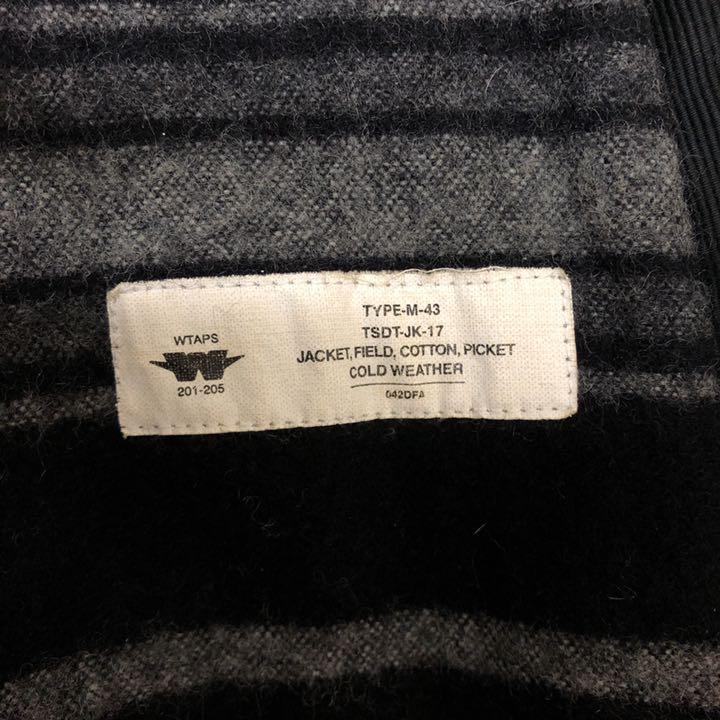 WTAPS
W
201-205
TYPE-M-43
TSDT-JK-17
JACKET, FIELD, COTTON, PICKET
COLD WEATHER
042DFA